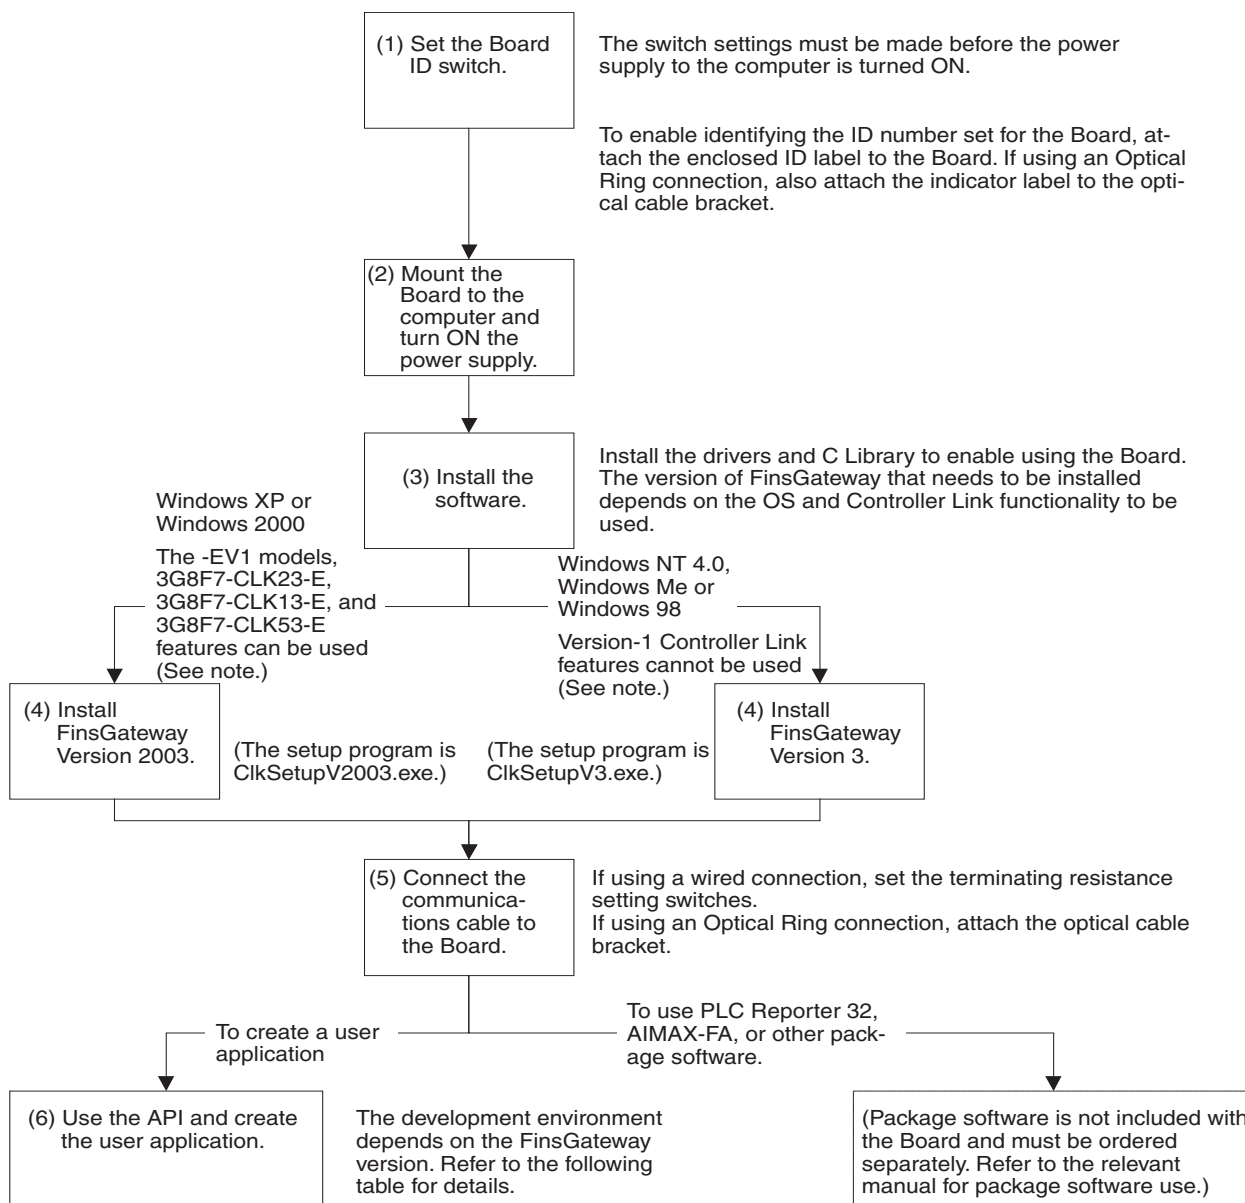 (1) Set the Board
ID switch.
The switch settings must be made before the power
supply to the computer is turned ON.
To enable identifying the ID number set for the Board, at-
tach the enclosed ID label to the Board. If using an Optical
Ring connection, also attach the indicator label to the opti-
cal cable bracket.
(2) Mount the
Board to the
computer and
turn ON the
power supply.
(3) Install the
software.
Install the drivers and C Library to enable using the Board.
The version of FinsGateway that needs to be installed
depends on the OS and Controller Link functionality to be
used.
Windows XP or
Windows 2000
The -EV1 models,
3G8F7-CLK23-E,
3G8F7-CLK13-E, and
3G8F7-CLK53-E
features can be used
(See note.)
Windows NT 4.0,
Windows Me or
Windows 98
Version-1 Controller Link
features cannot be used
(See note.)
(4) Install
FinsGateway
Version 2003.
(The setup program is
ClkSetupV2003.exe.)
(The setup program is
ClkSetupV3.exe.)
(4) Install
FinsGateway
Version 3.
(5) Connect the
communica-
tions cable to
the Board.
If using a wired connection, set the terminating resistance
setting switches.
If using an Optical Ring connection, attach the optical cable
bracket.
To create a user
application
To use PLC Reporter 32,
AIMAX-FA, or other pack-
age software.
(6) Use the API and create
the user application.
The development environment
depends on the FinsGateway
version. Refer to the following
table for details.
(Package software is not included with
the Board and must be ordered
separately. Refer to the relevant
manual for package software use.)